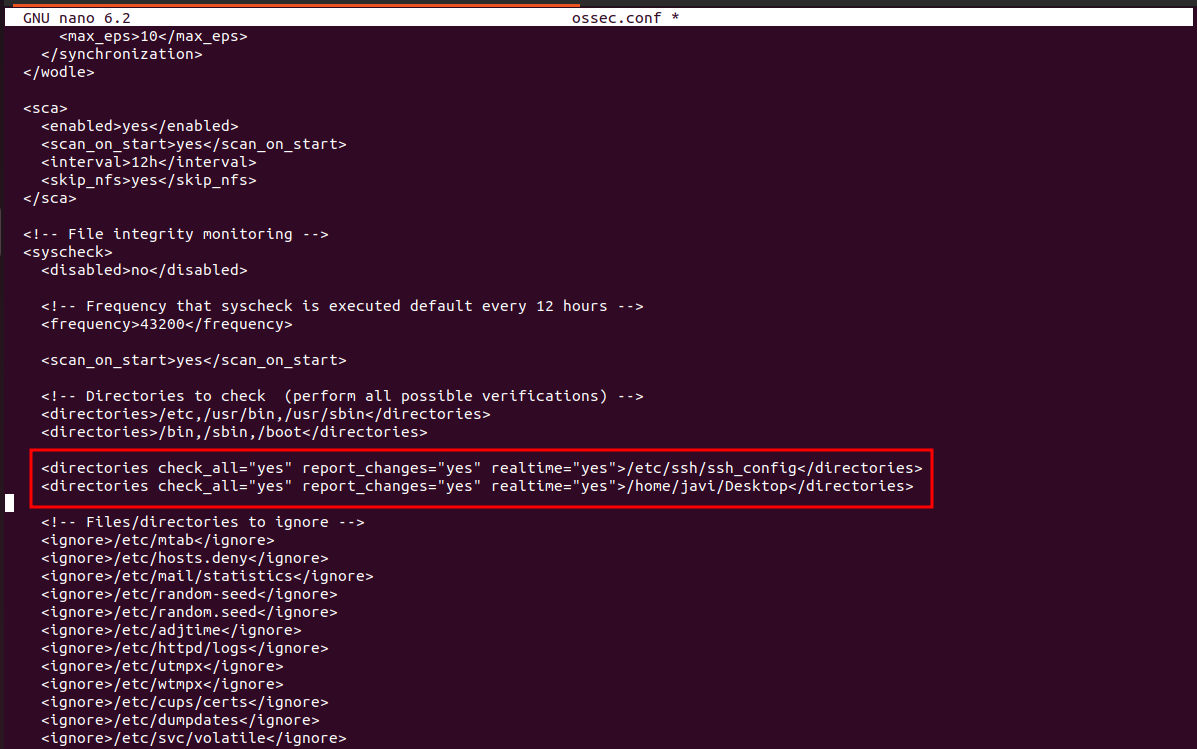 GNU nano 6.2 ossec.conf *
<max_eps>10</max_eps>
</synchronization>
</wodle>
<sca>
<enabled>yes</enabled>
<scan_on_start>yes</scan_on_start>
<interval>12h</interval>
<skip_nfs>yes</skip_nfs>
</sca>
<!-- File integrity monitoring -->
<syscheck>
<disabled>no</disabled>
<!-- Frequency that syscheck is executed default every 12 hours -->
<frequency>43200</frequency>
<scan_on_start>yes</scan_on_start>
<!-- Directories to check  (perform all possible verifications) -->
<directories>/etc,/usr/bin,/usr/sbin</directories>
<directories>/bin,/sbin,/boot</directories>
<directories check_all="yes" report_changes="yes" realtime="yes">/etc/ssh/ssh_config</directories>
<directories check_all="yes" report_changes="yes" realtime="yes">/home/javi/Desktop</directories>
<!-- Files/directories to ignore -->
<ignore>/etc/mtab</ignore>
<ignore>/etc/hosts.deny</ignore>
<ignore>/etc/mail/statistics</ignore>
<ignore>/etc/random-seed</ignore>
<ignore>/etc/random.seed</ignore>
<ignore>/etc/adjtime</ignore>
<ignore>/etc/httpd/logs</ignore>
<ignore>/etc/utmpx</ignore>
<ignore>/etc/wtmpx</ignore>
<ignore>/etc/cups/certs</ignore>
<ignore>/etc/dumpdates</ignore>
<ignore>/etc/svc/volatile</ignore>